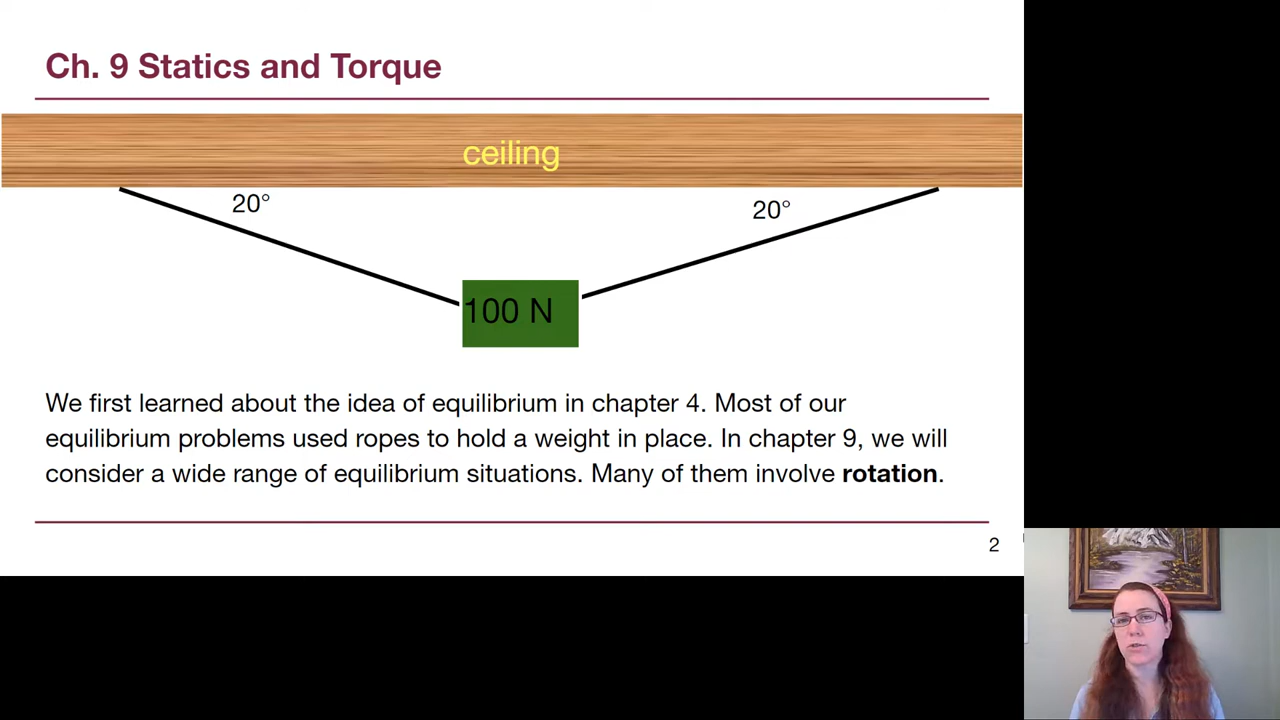 Ch. 9 Statics and Torque
ceiling
20°
20°
100 N
We first learned about the idea of equilibrium in chapter 4. Most of our
equilibrium problems used ropes to hold a weight in place. In chapter 9, we will
consider a wide range of equilibrium situations. Many of them involve rotation.
2